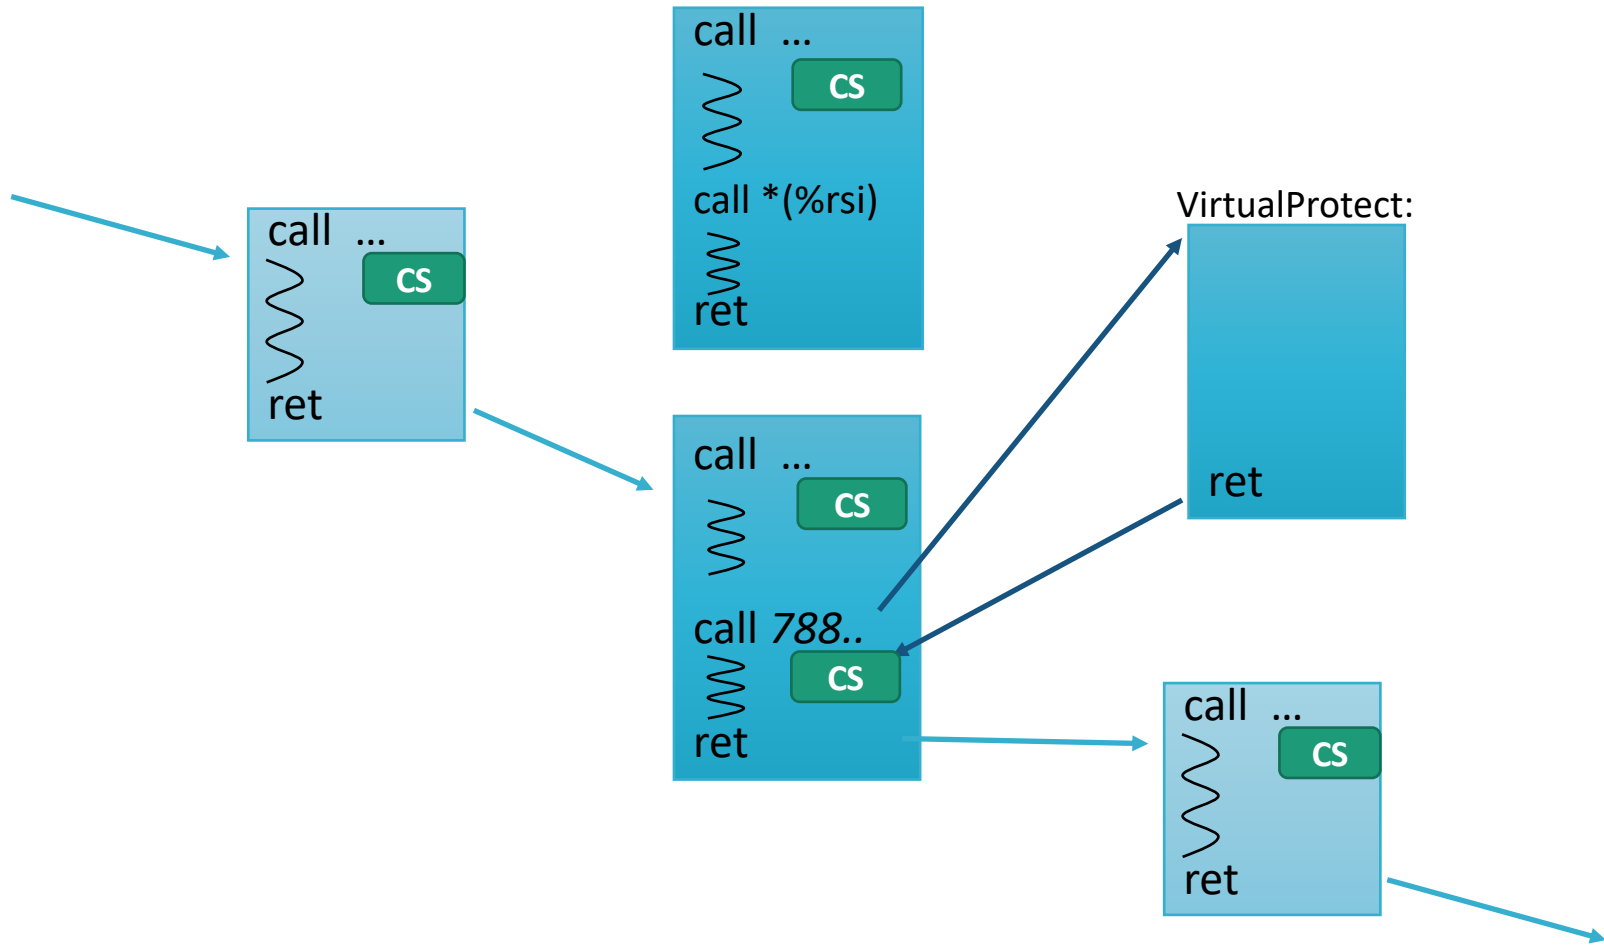 call ...
CS
call *(%rsi)
ret
call ...
CS
ret
VirtualProtect:
ret
call ...
CS
call 788..
CS
ret
call ...
CS
ret